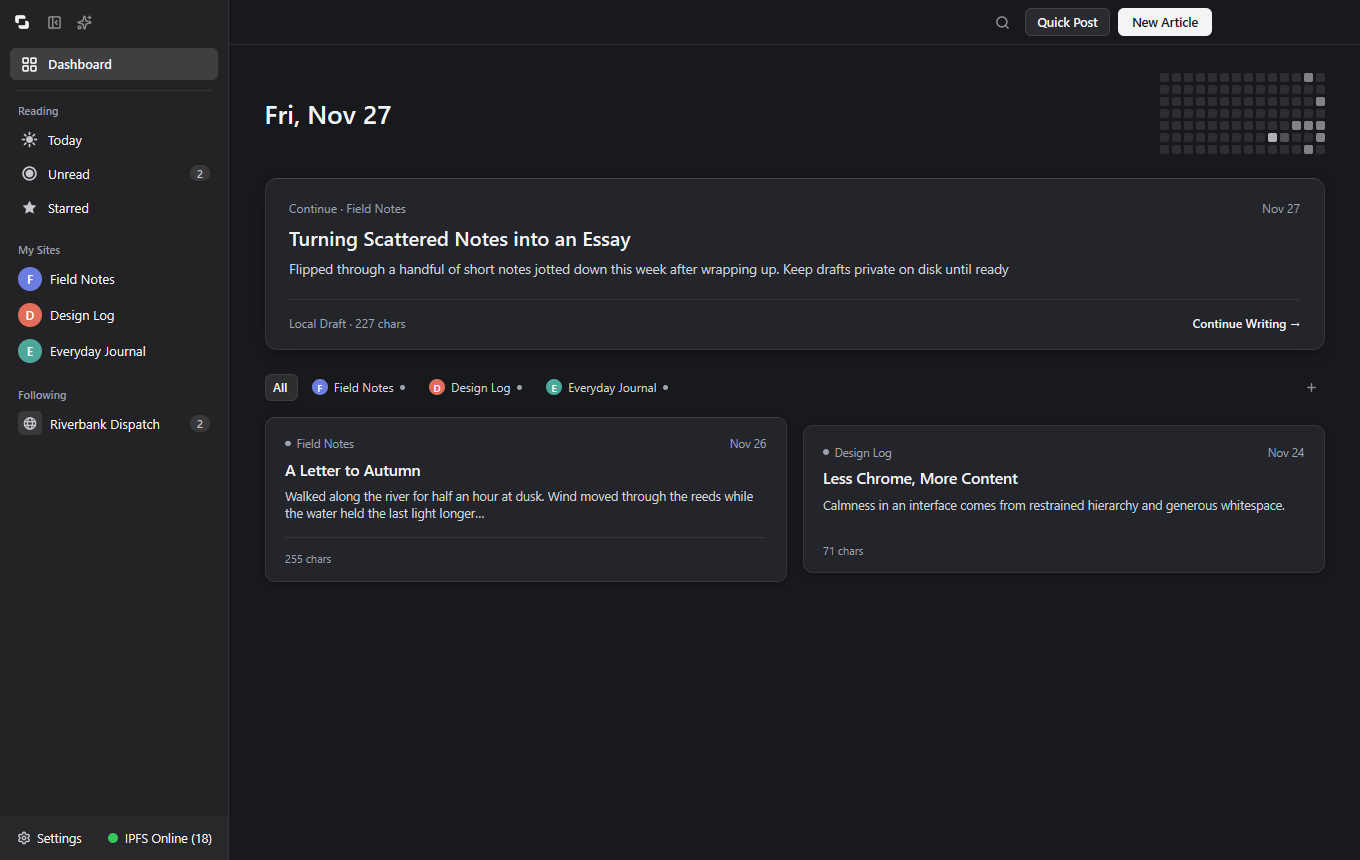 Quick Post
New Article
Dashboard
Reading
Today
Unread
2
Starred
My Sites
F
Field Notes
D
Design Log
E
Everyday Journal
Following
Riverbank Dispatch
2
Settings
IPFS Online (18)
Fri, Nov 27
Continue · Field Notes
Nov 27
Turning Scattered Notes into an Essay
Flipped through a handful of short notes jotted down this week after wrapping up. Keep drafts private on disk until ready
Local Draft · 227 chars
Continue Writing →
All
F
Field Notes
D
Design Log
E
Everyday Journal
+
Field Notes
Nov 26
A Letter to Autumn
Walked along the river for half an hour at dusk. Wind moved through the reeds while
the water held the last light longer...
255 chars
Design Log
Nov 24
Less Chrome, More Content
Calmness in an interface comes from restrained hierarchy and generous whitespace.
71 chars